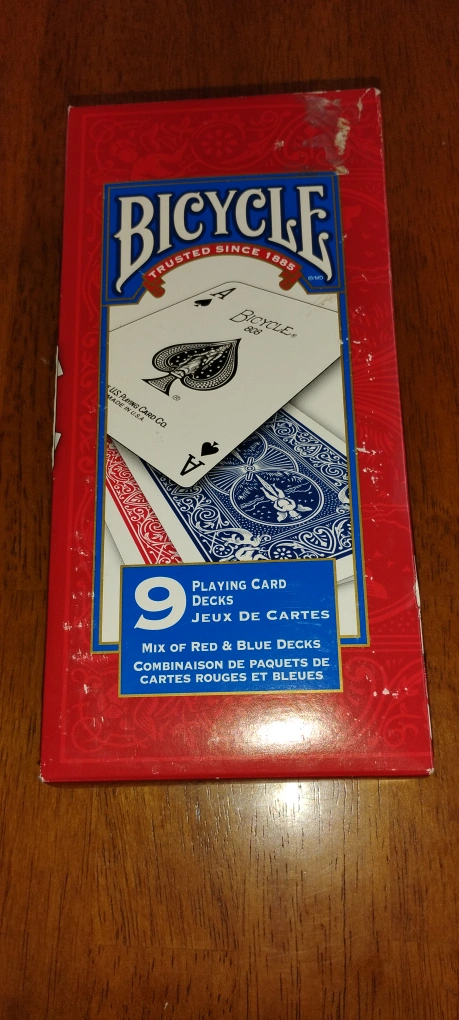 BICYCLE
TRUSTED SINCE 1885
A
BICYCLE®
808
®
U.S. PLAYING CARD CO.
MADE IN U.S.A.
A
9 PLAYING CARD
DECKS
JEUX DE CARTES
MIX OF RED & BLUE DECKS
COMBINAISON DE PAQUETS DE
CARTES ROUGES ET BLEUES